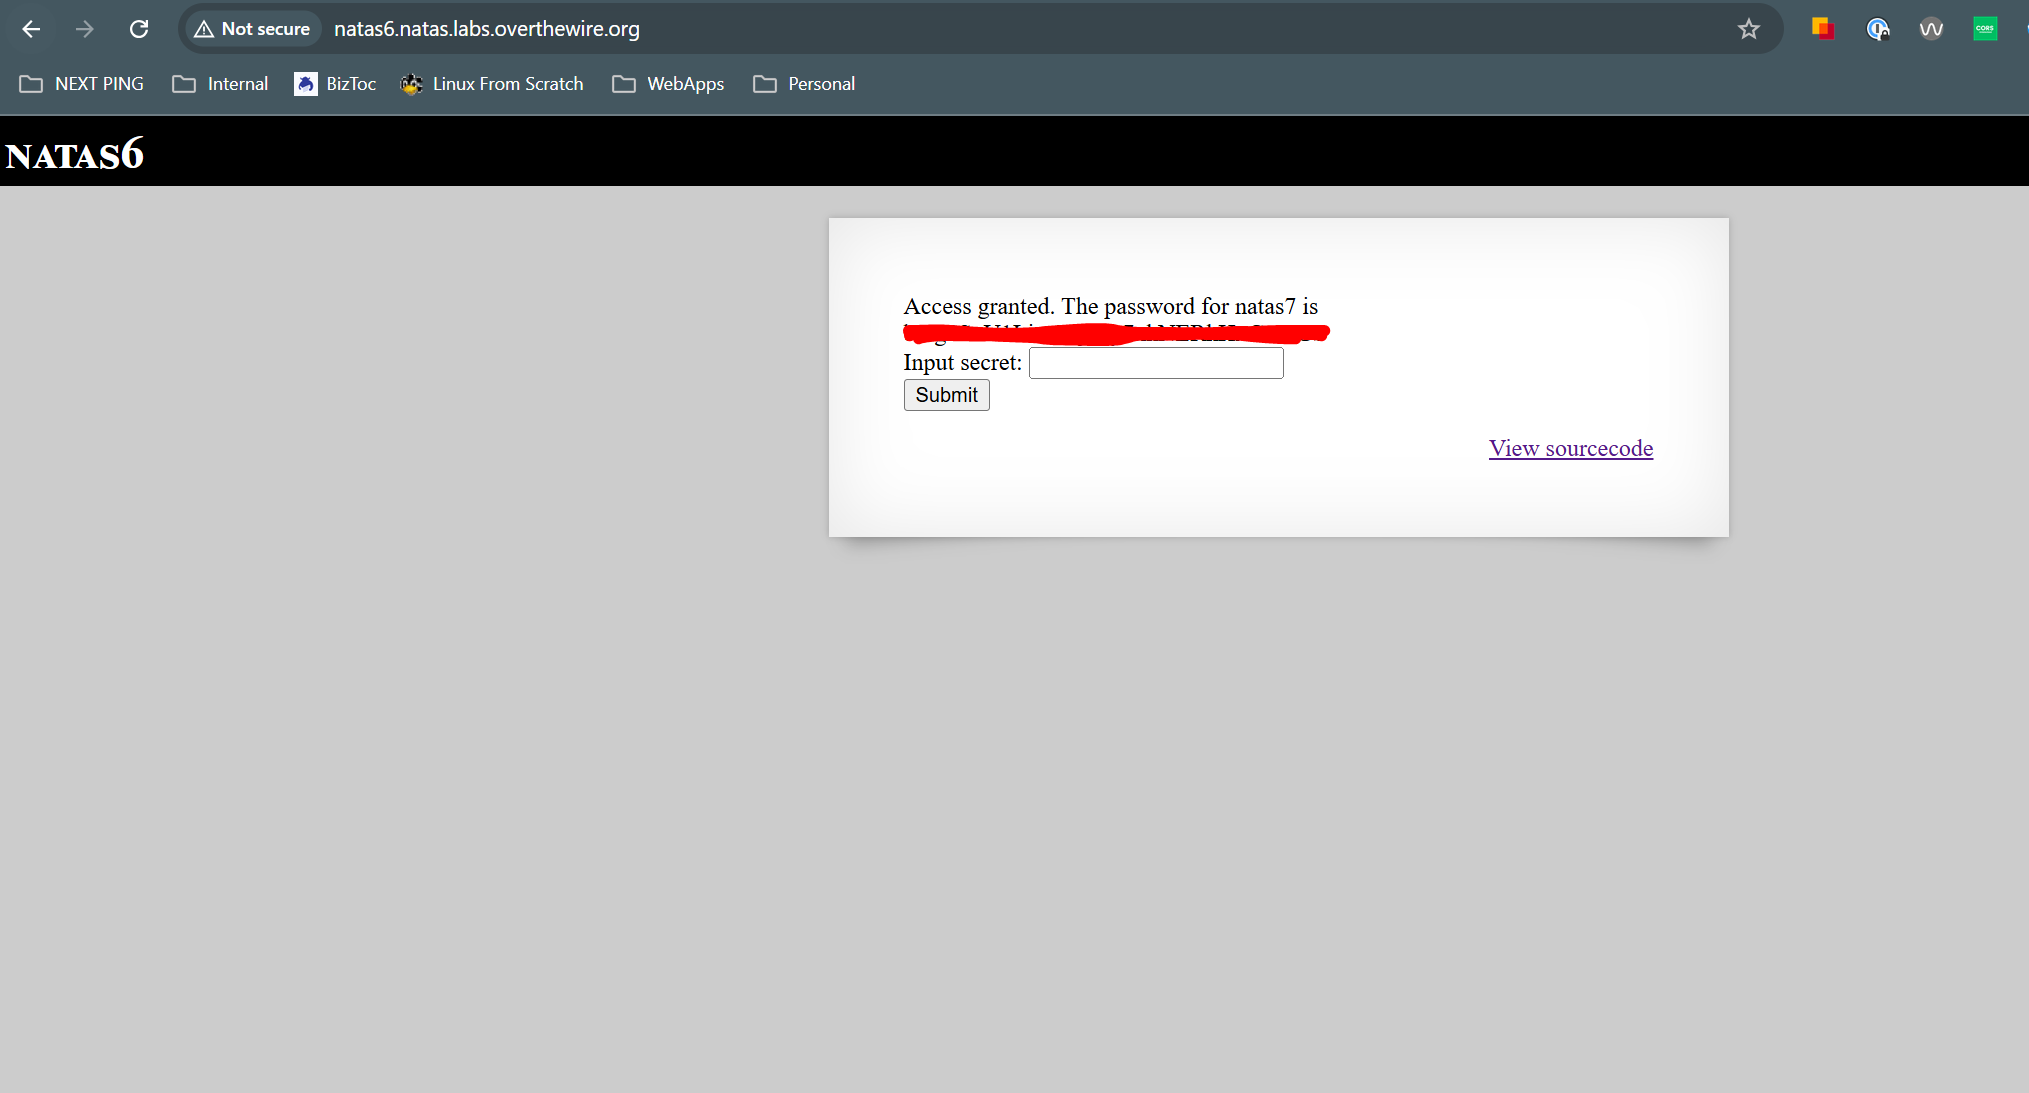 Not secure natas6.natas.labs.overthewire.org CORS
NEXT PING Internal BizToc Linux From Scratch WebApps Personal
NATAS6
Access granted. The password for natas7 is
Input secret:
Submit
View sourcecode